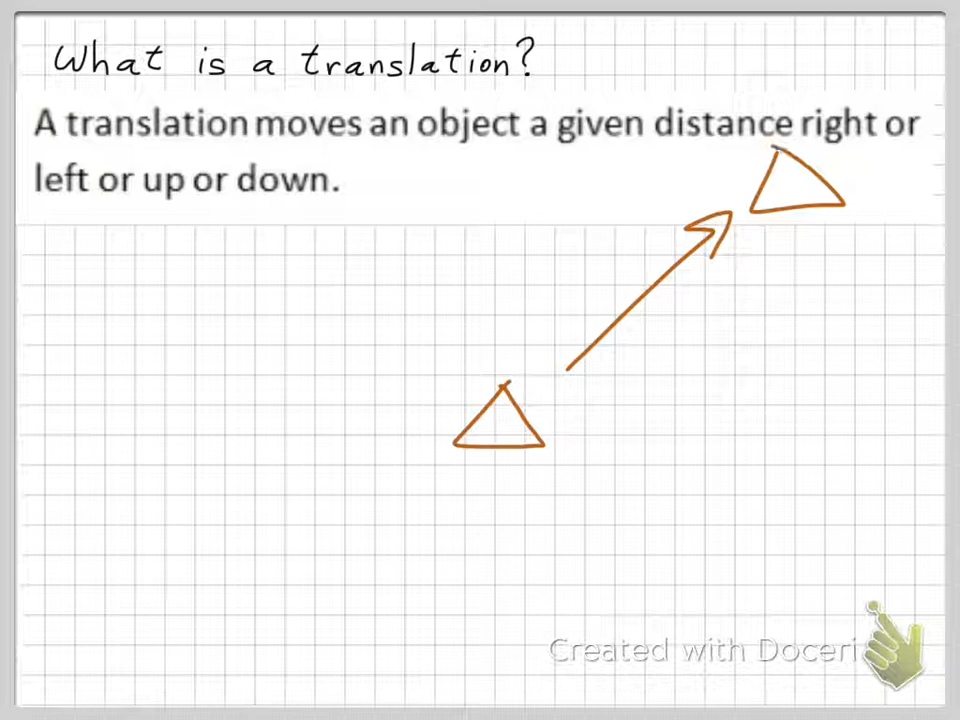 What is a translation?
A translation moves an object a given distance right or
left or up or down.
Created with Doceri